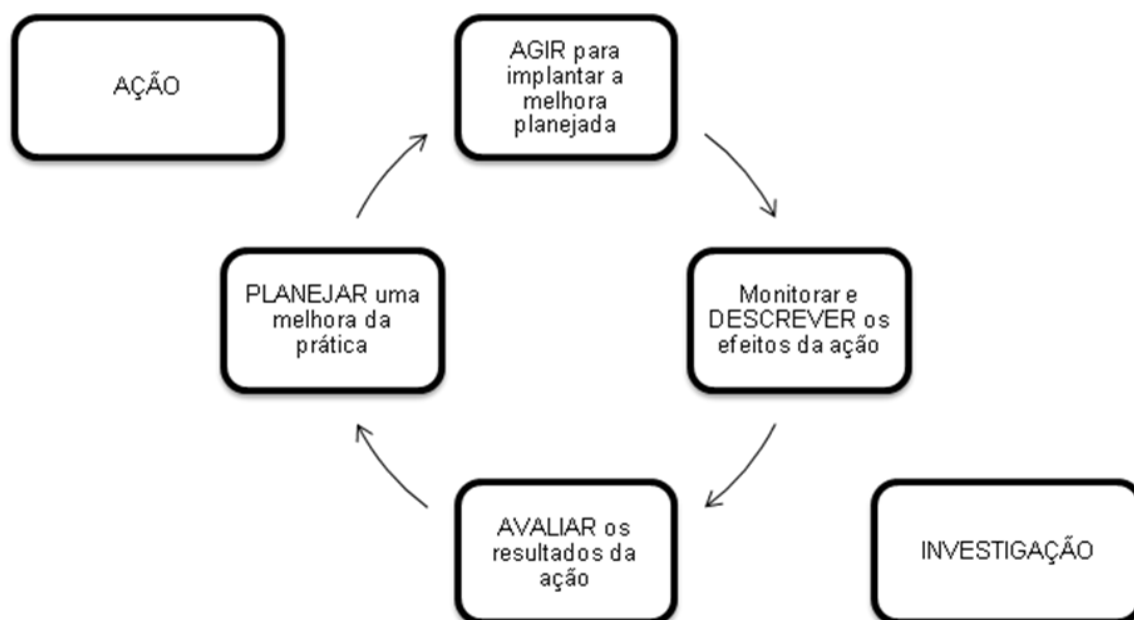 AÇÃO
AGIR para
implantar a
melhora
planejada
PLANEJAR uma
melhora da
prática
Monitorar e
DESCREVER os
efeitos da ação
AVALIAR os
resultados da
ação
INVESTIGAÇÃO